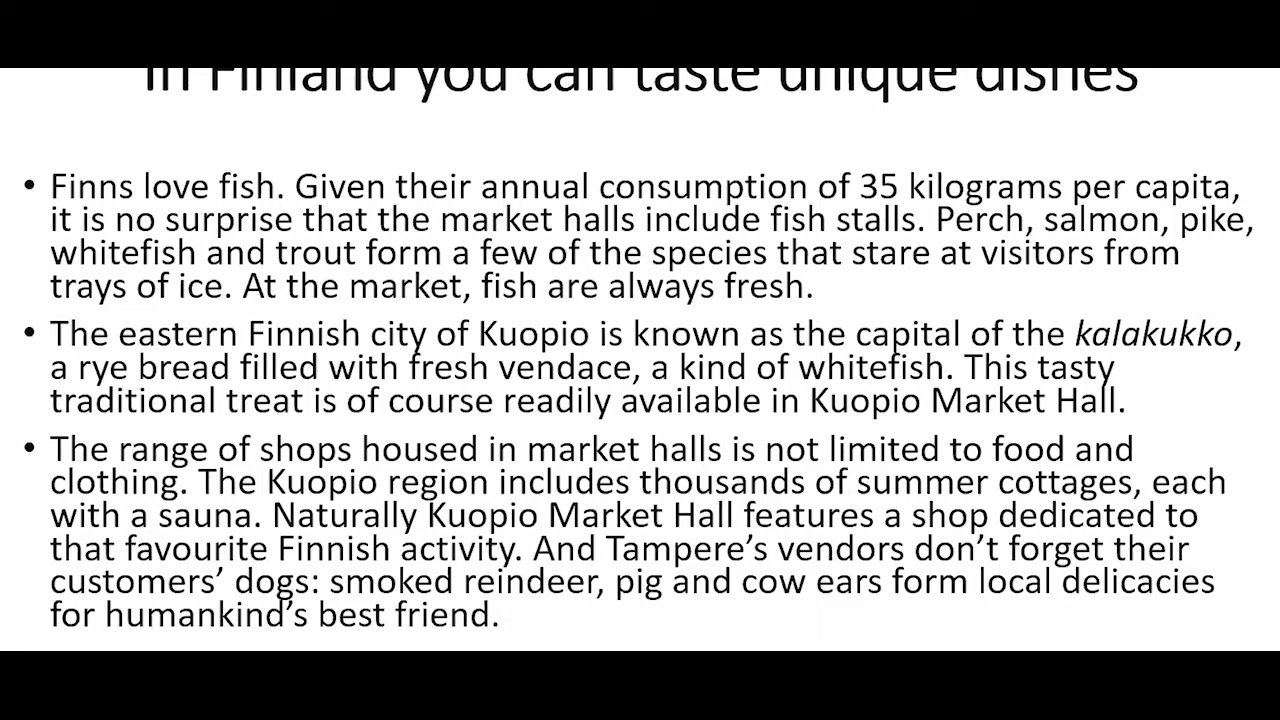 In Finland you can taste unique dishes
• Finns love fish. Given their annual consumption of 35 kilograms per capita,
it is no surprise that the market halls include fish stalls. Perch, salmon, pike,
whitefish and trout form a few of the species that stare at visitors from
trays of ice. At the market, fish are always fresh.
• The eastern Finnish city of Kuopio is known as the capital of the kalakukko,
a rye bread filled with fresh vendace, a kind of whitefish. This tasty
traditional treat is of course readily available in Kuopio Market Hall.
• The range of shops housed in market halls is not limited to food and
clothing. The Kuopio region includes thousands of summer cottages, each
with a sauna. Naturally Kuopio Market Hall features a shop dedicated to
that favourite Finnish activity. And Tampere’s vendors don’t forget their
customers’ dogs: smoked reindeer, pig and cow ears form local delicacies
for humankind’s best friend.